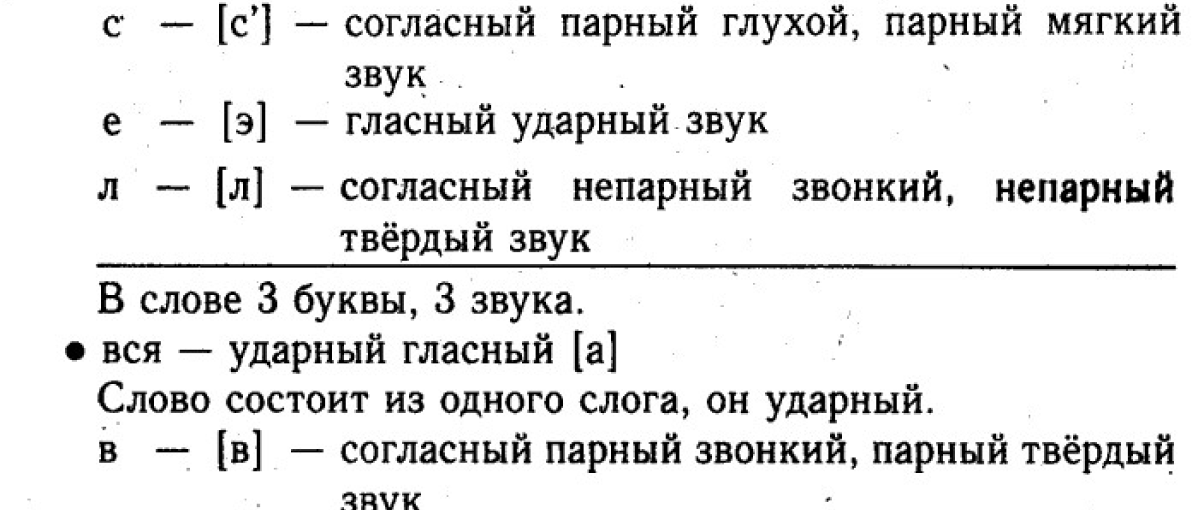 с — [с’] — согласный парный глухой, парный мягкий
звук
е — [э] — гласный ударный звук
л — [л] — согласный непарный звонкий, непарный
твёрдый звук
В слове 3 буквы, 3 звука.
• вся — ударный гласный [а]
Слово состоит из одного слога, он ударный.
в — [в] — согласный парный звонкий, парный твёрдый
звук